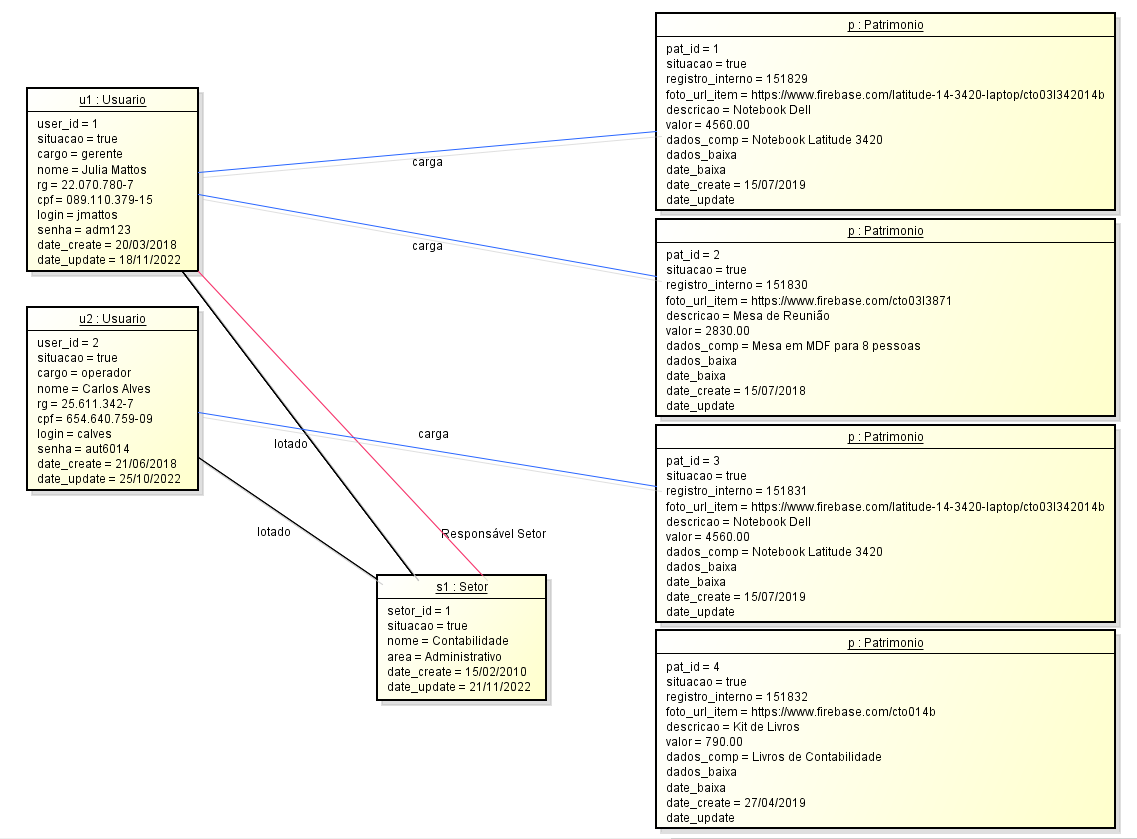 u1 : Usuario
user_id = 1
situacao = true
cargo = gerente
nome = Julia Mattos
rg = 22.070.780-7
cpf = 089.110.379-15
login = jmattos
senha = adm123
date_create = 20/03/2018
date_update = 18/11/2022
u2 : Usuario
user_id = 2
situacao = true
cargo = operador
nome = Carlos Alves
rg = 25.611.342-7
cpf = 654.640.759-09
login = calves
senha = aut6014
date_create = 21/06/2018
date_update = 25/10/2022
carga
carga
carga
lotado
lotado
Responsável Setor
s1 : Setor
setor_id = 1
situacao = true
nome = Contabilidade
area = Administrativo
date_create = 15/02/2010
date_update = 21/11/2022
p : Patrimonio
pat_id = 1
situacao = true
registro_interno = 151829
foto_url_item = https://www.firebase.com/latitude-14-3420-laptop/cto03l342014b
descricao = Notebook Dell
valor = 4560.00
dados_comp = Notebook Latitude 3420
dados_baixa
date_baixa
date_create = 15/07/2019
date_update
p : Patrimonio
pat_id = 2
situacao = true
registro_interno = 151830
foto_url_item = https://www.firebase.com/cto03l3871
descricao = Mesa de Reunião
valor = 2830.00
dados_comp = Mesa em MDF para 8 pessoas
dados_baixa
date_baixa
date_create = 15/07/2018
date_update
p : Patrimonio
pat_id = 3
situacao = true
registro_interno = 151831
foto_url_item = https://www.firebase.com/latitude-14-3420-laptop/cto03l342014b
descricao = Notebook Dell
valor = 4560.00
dados_comp = Notebook Latitude 3420
dados_baixa
date_baixa
date_create = 15/07/2019
date_update
p : Patrimonio
pat_id = 4
situacao = true
registro_interno = 151832
foto_url_item = https://www.firebase.com/cto014b
descricao = Kit de Livros
valor = 790.00
dados_comp = Livros de Contabilidade
dados_baixa
date_baixa
date_create = 27/04/2019
date_update